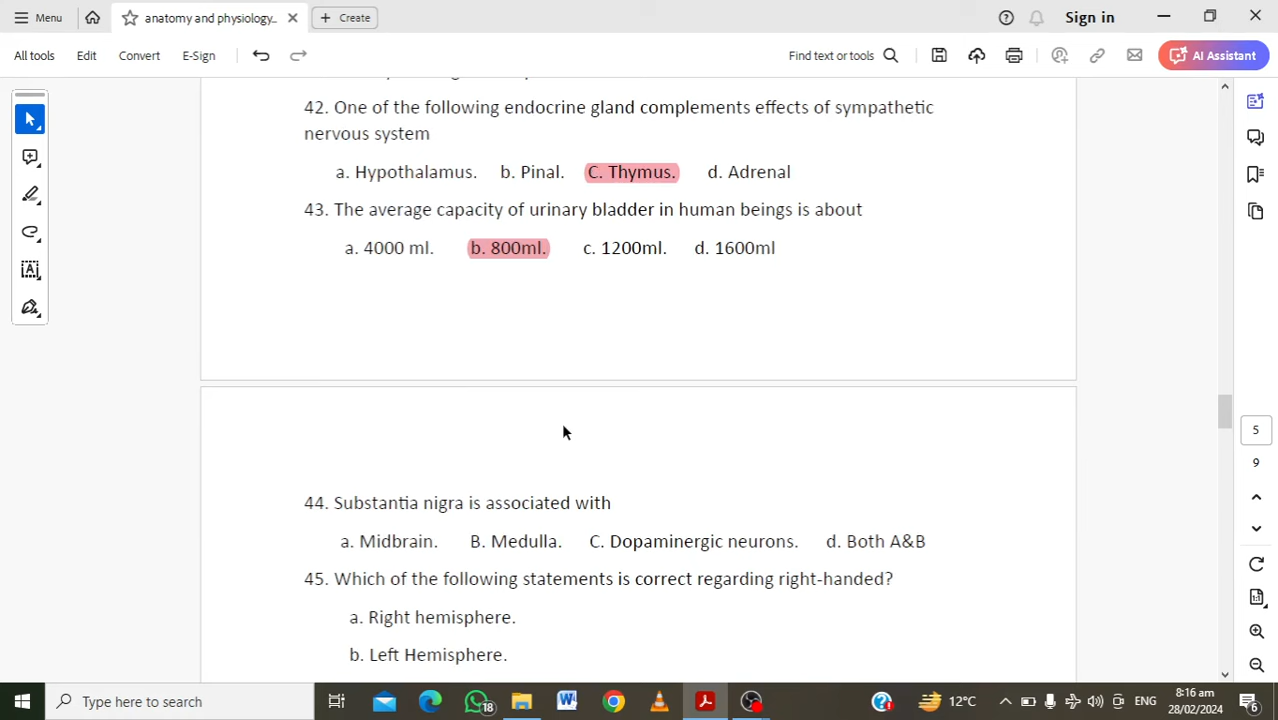 Menu
anatomy and physiology...
Create
Sign in
All tools
Edit
Convert
E-Sign
Find text or tools
AI Assistant
42. One of the following endocrine gland complements effects of sympathetic
nervous system
a. Hypothalamus. b. Pinal. C. Thymus. d. Adrenal
43. The average capacity of urinary bladder in human beings is about
a. 4000 ml. b. 800ml. c. 1200ml. d. 1600ml
5
9
44. Substantia nigra is associated with
a. Midbrain. B. Medulla. C. Dopaminergic neurons. d. Both A&B
45. Which of the following statements is correct regarding right-handed?
a. Right hemisphere.
b. Left Hemisphere.
Type here to search
18
12°C
ENG
8:16 am
28/02/2024
6